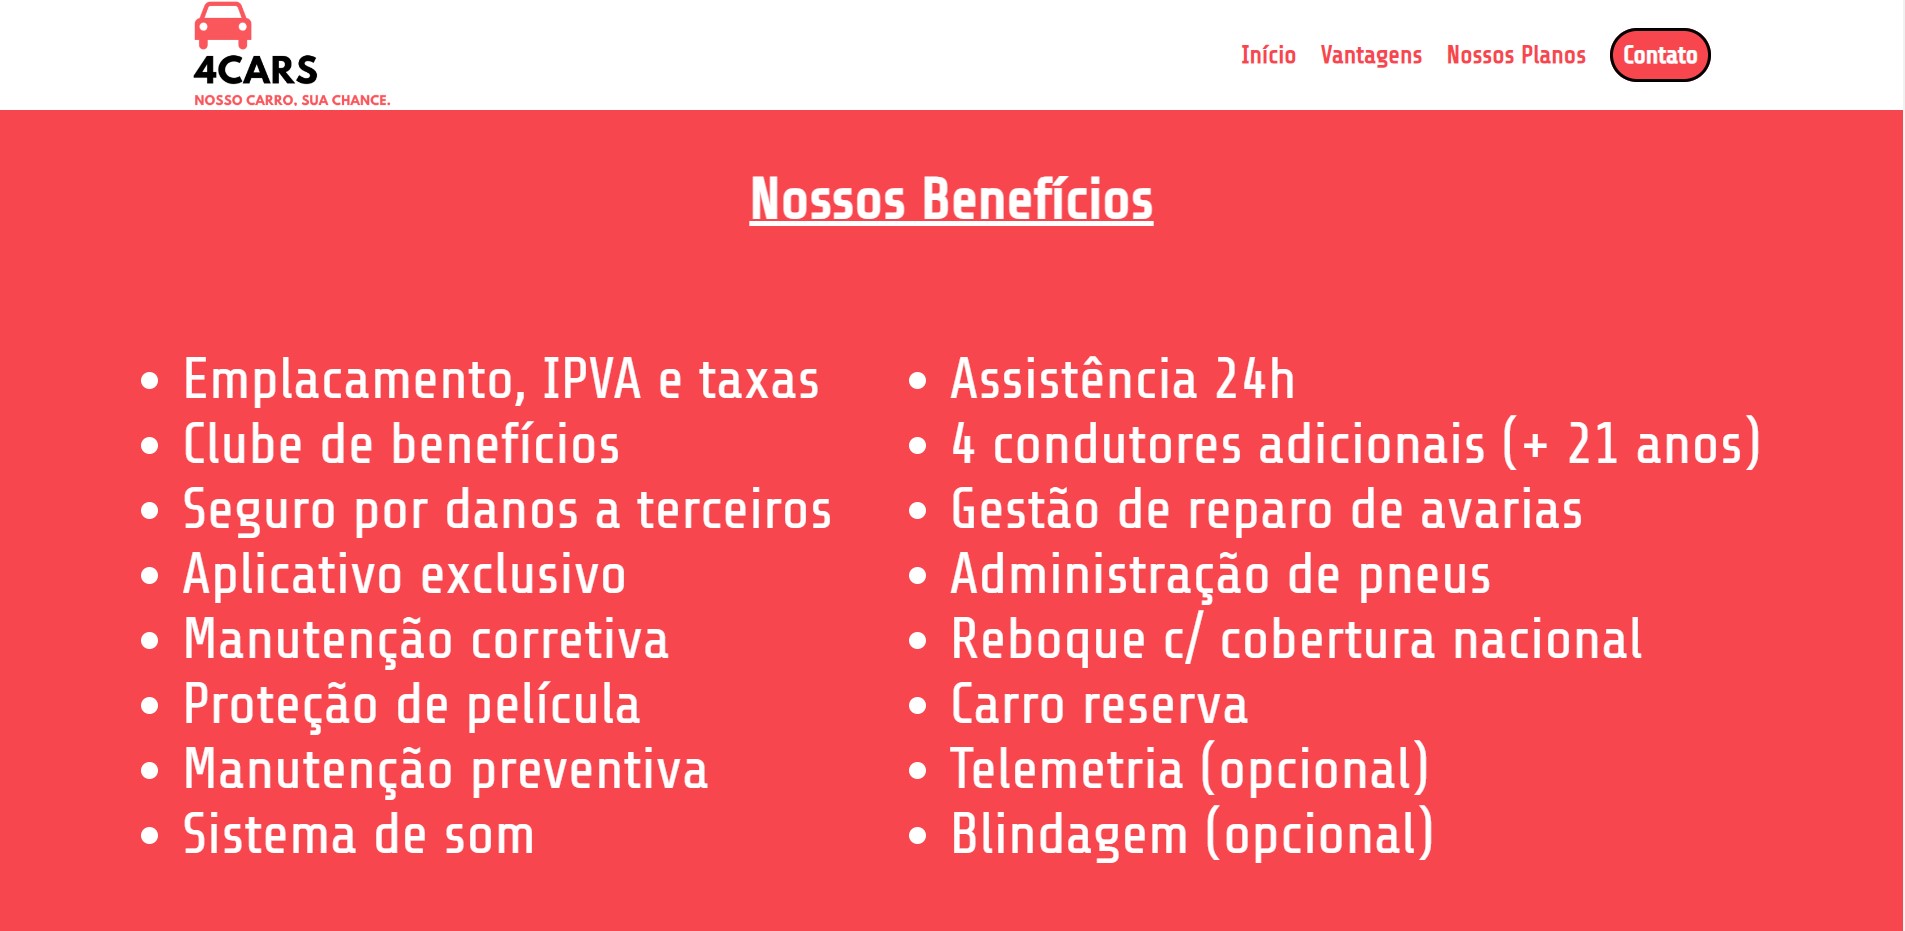 4CARS
NOSSO CARRO, SUA CHANCE.
Início
Vantagens
Nossos Planos
Contato
Nossos Benefícios
Emplacamento, IPVA e taxas
Clube de benefícios
Seguro por danos a terceiros
Aplicativo exclusivo
Manutenção corretiva
Proteção de película
Manutenção preventiva
Sistema de som
Assistência 24h
4 condutores adicionais (+ 21 anos)
Gestão de reparo de avarias
Administração de pneus
Reboque c/ cobertura nacional
Carro reserva
Telemetria (opcional)
Blindagem (opcional)